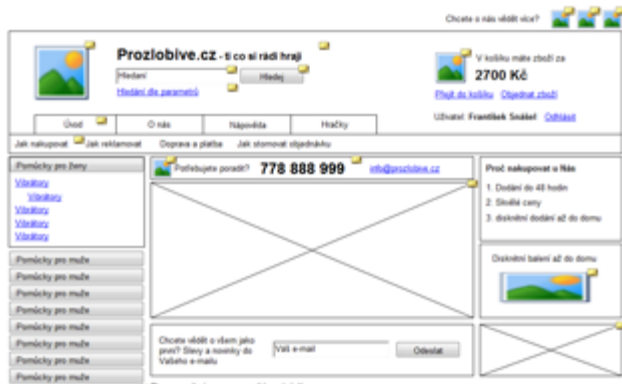 Chcete o nás vědět více?
Prozlobive.cz - ti co si rádi hrají
Hledání
Hledej
Hledání dle parametrů
V košíku máte zboží za
2700 Kč
Přejít do košíku Objednat zboží
Uživatel: František Snášel Odhlásit
Úvod
O nás
Nápověda
Hračky
Jak nakupovat
Jak reklamovat
Doprava a platba
Jak stornovat objednávku
Pomůcky pro ženy
Vibrátory
Vibrátory
Vibrátory
Vibrátory
Vibrátory
Pomůcky pro muže
Pomůcky pro muže
Pomůcky pro muže
Pomůcky pro muže
Pomůcky pro muže
Pomůcky pro muže
Pomůcky pro muže
Pomůcky pro muže
Potřebujete poradit?
778 888 999
info@prozlobive.cz
Chcete vědět o všem jako
první? Slevy a novinky do
Vašeho e-mailu
Váš e-mail
Odeslat
Proč nakupovat u Nás
1. Dodání do 48 hodin
2. Skvělé ceny
3. diskrétní dodání až do domu
Diskrétní balení až do domu